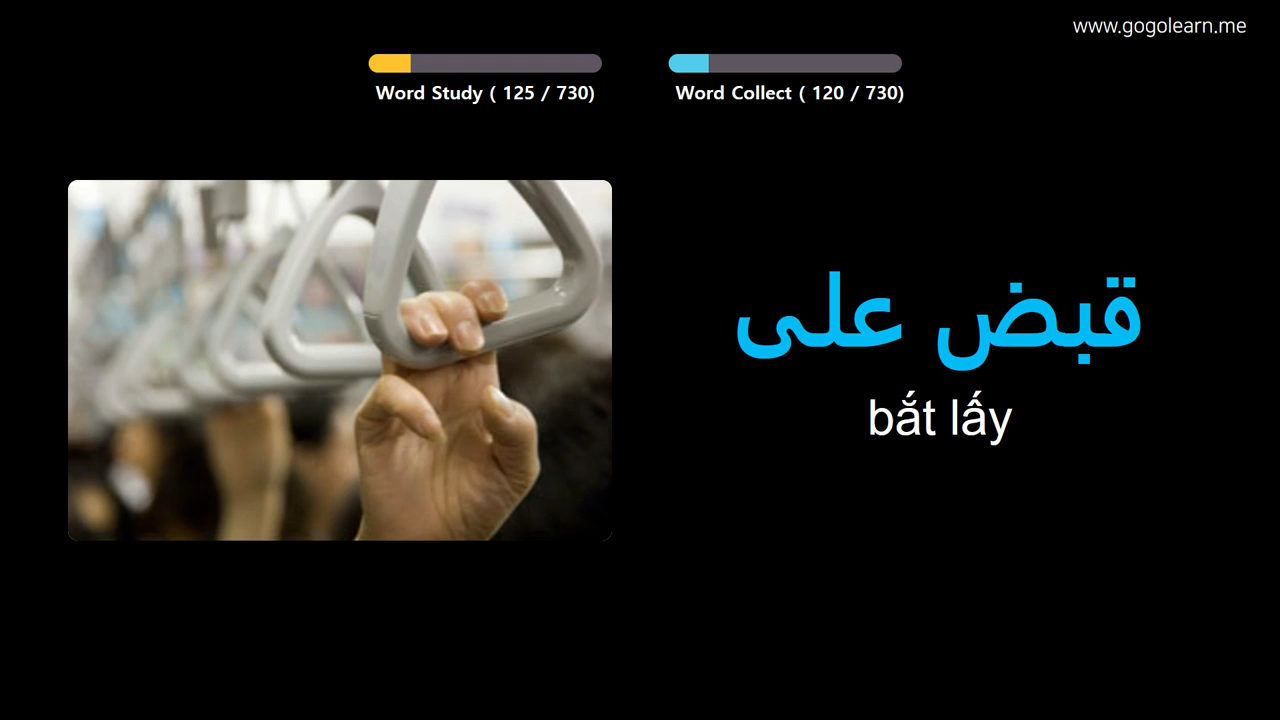 www.gogolearn.me
Word Study ( 125 / 730)
Word Collect ( 120 / 730)
قبض على
bắt lấy